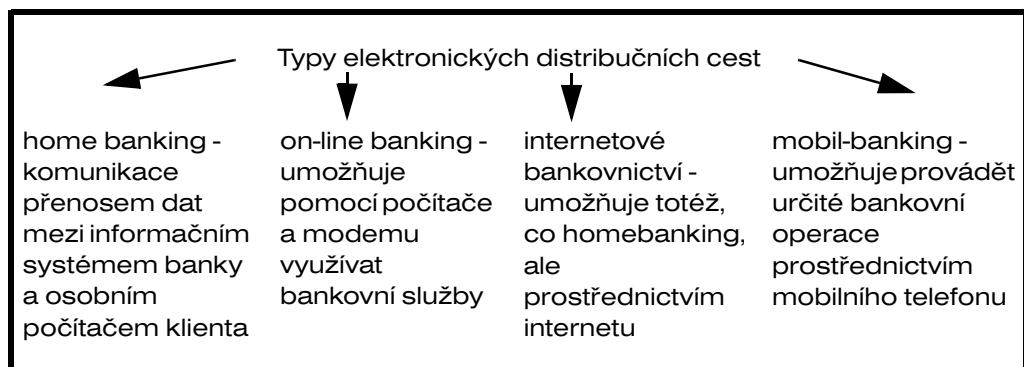 Typy elektronických distribučních cest
home banking -
komunikace
přenosem dat
mezi informačním
systémem banky
a osobním
počítačem klienta
on-line banking -
umožňuje
pomocí počítače
a modemu
využívat
bankovní služby
internetové
bankovnictví -
umožňuje totéž,
co homebanking,
ale
prostřednictvím
internetu
mobil-banking -
umožňuje provádět
určité bankovní
operace
prostřednictvím
mobilního telefonu